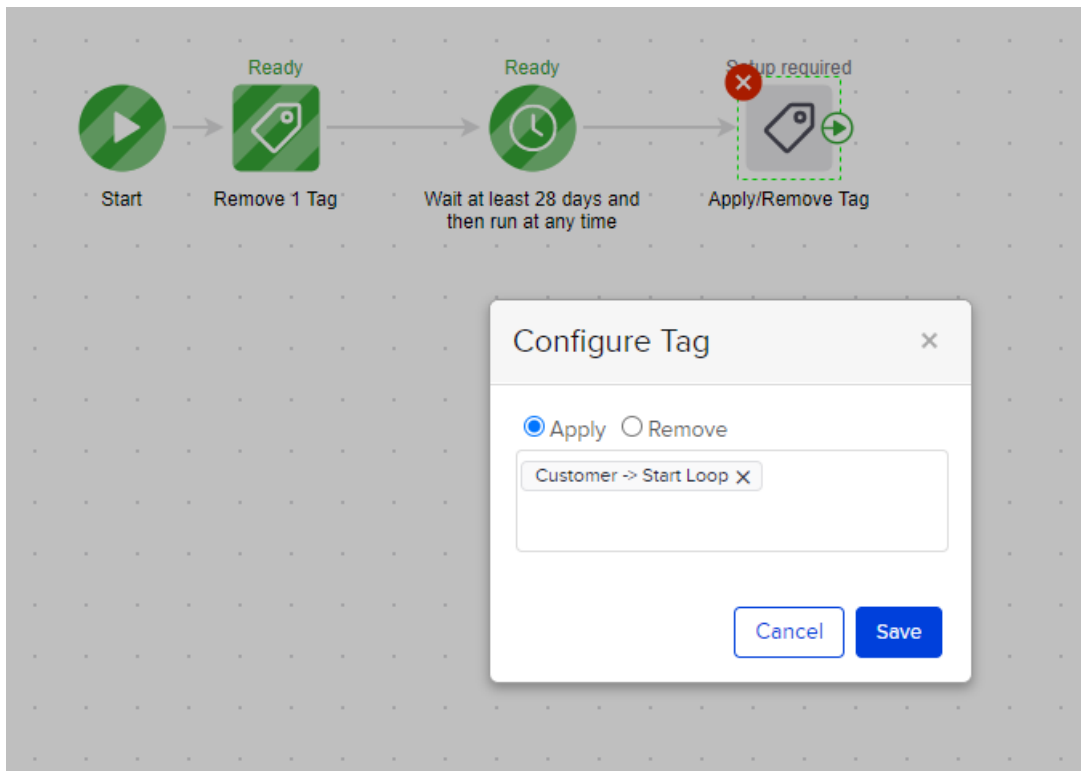 Ready
Ready
Setup required
Start
Remove 1 Tag
Wait at least 28 days and
then run at any time
Apply/Remove Tag
Configure Tag
Apply
Remove
Customer -> Start Loop
Cancel
Save